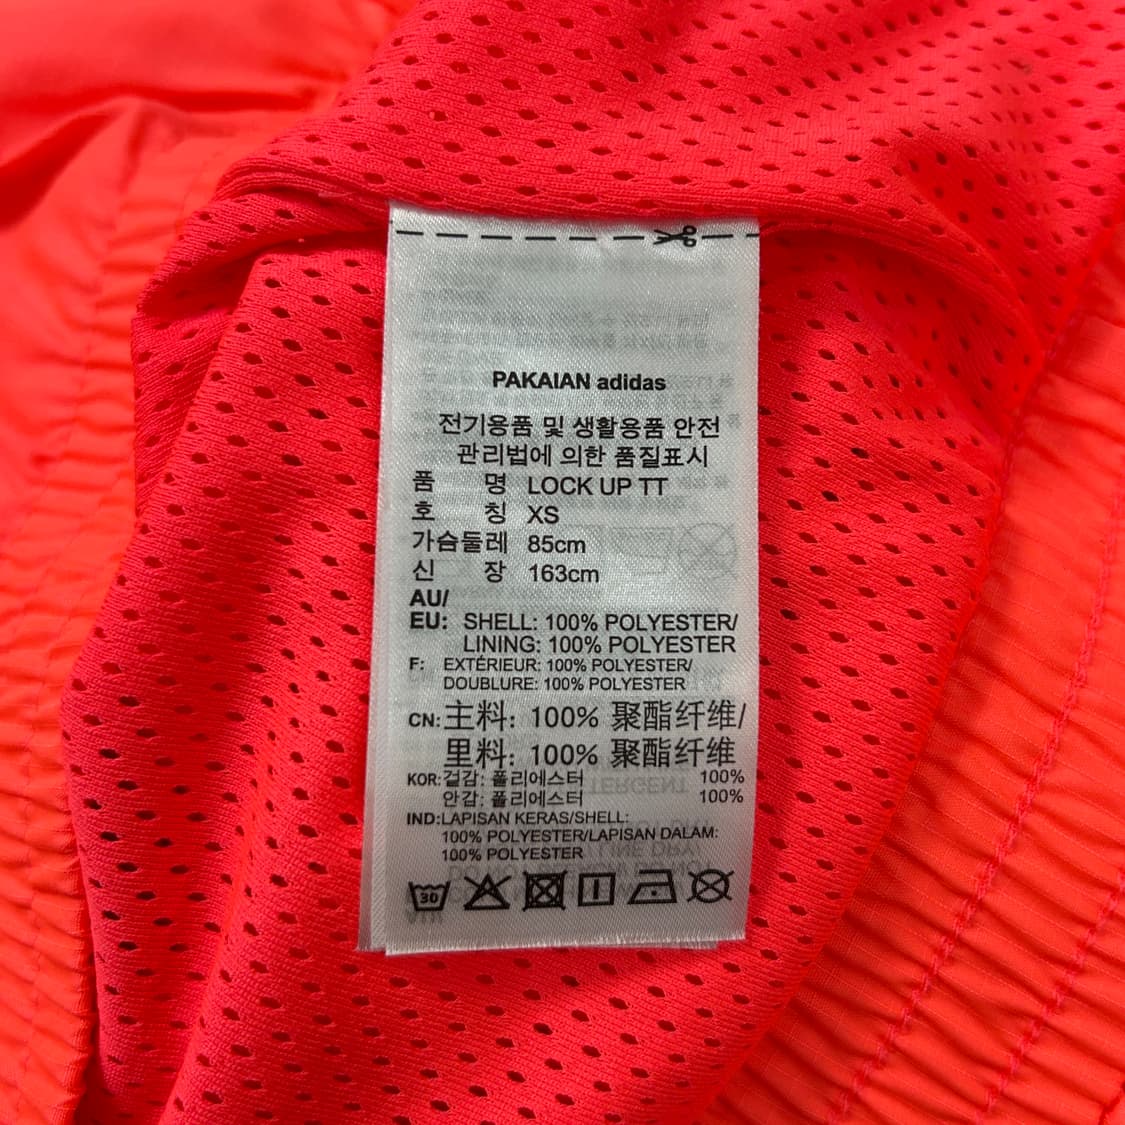 PAKAIAN adidas
전기용품 및 생활용품 안전
관리법에 의한 품질표시
품 명 LOCK UP TT
호 칭 XS
가슴둘레 85cm
신 장 163cm
AU/
EU: SHELL: 100% POLYESTER/
LINING: 100% POLYESTER
F: EXTÉRIEUR: 100% POLYESTER/
DOUBLURE: 100% POLYESTER
CN: 主料: 100% 聚酯纤维/
里料: 100% 聚酯纤维
KOR: 겉감: 폴리에스터 100%
안감: 폴리에스터 100%
IND: LAPISAN KERAS/SHELL:
100% POLYESTER/LAPISAN DALAM:
100% POLYESTER
30